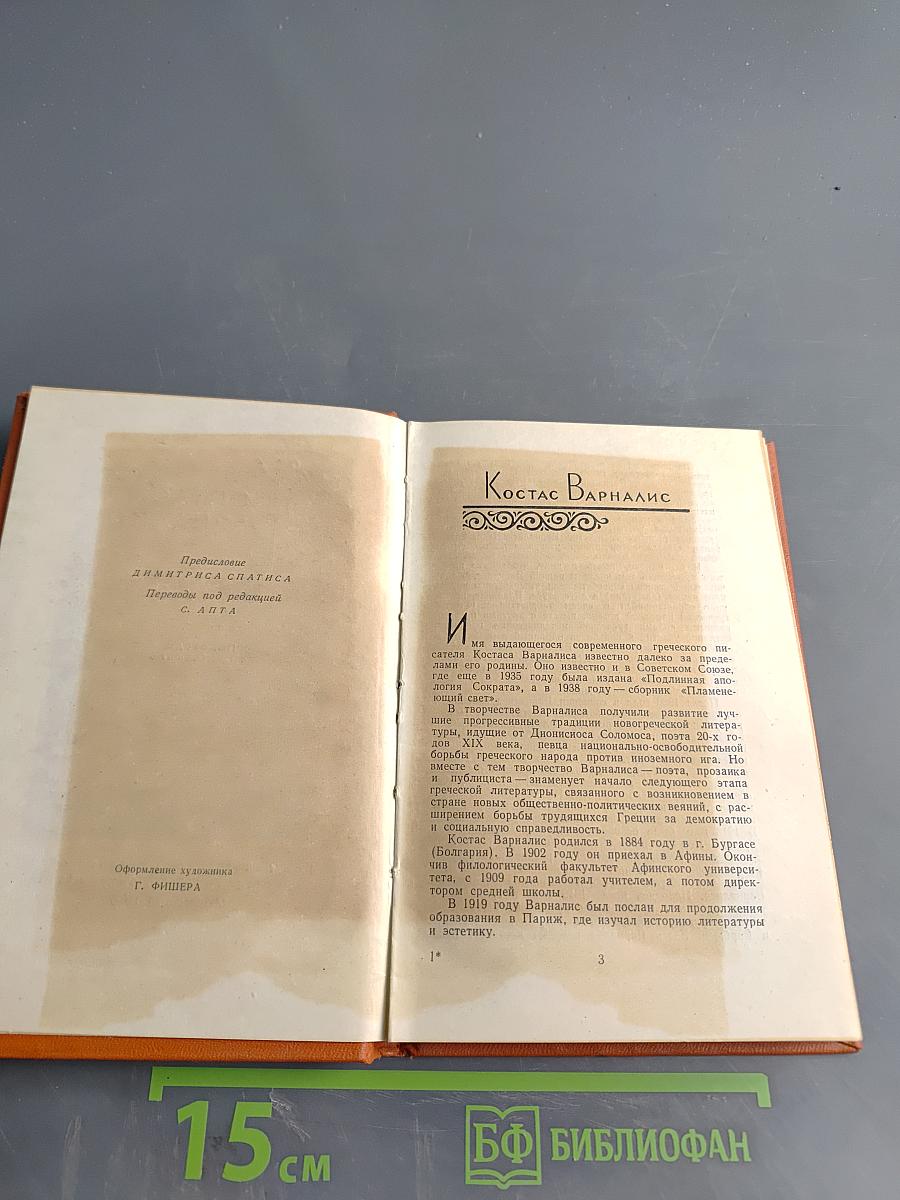 Предисловие
ДИМИТРИСА СПАТИСА
Переводы под редакцией
С. АПТА
Оформление художника
Г. ФИШЕРА
КОСТАС ВАРНАЛИС
Имя выдающегося современного греческого пи-
сателя Костаса Варналиса известно далеко за преде-
лами его родины. Оно известно и в Советском Союзе,
где еще в 1935 году была издана «Подлинная апо-
логия Сократа», а в 1938 году — сборник «Пламене-
ющий свет».
В творчестве Варналиса получили развитие луч-
шие прогрессивные традиции новогреческой литера-
туры, идущие от Дионисиоса Соломоса, поэта 20-х го-
дов XIX века, певца национально-освободительной
борьбы греческого народа против иноземного ига. Но
вместе с тем творчество Варналиса — поэта, прозаика
и публициста — знаменует начало следующего этапа
греческой литературы, связанного с возникновением в
стране новых общественно-политических веяний, с рас-
ширением борьбы трудящихся Греции за демократию
и социальную справедливость.
Костас Варналис родился в 1884 году в г. Бургасе
(Болгария). В 1902 году он приехал в Афины. Окон-
чив филологический факультет Афинского универси-
тета, с 1909 года работал учителем, а потом дирек-
тором средней школы.
В 1919 году Варналис был послан для продолжения
образования в Париж, где изучал историю литературы
и эстетику.
1*
3
15 см
БФ БИБЛИОФАН